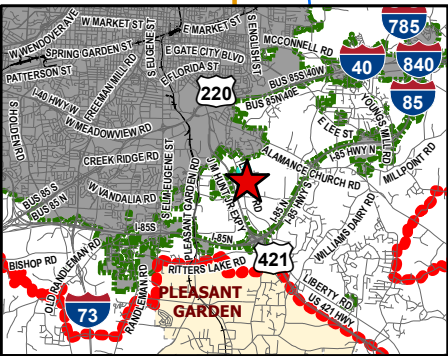 W WENDOVER AVE
W MARKET ST
E MARKET ST
SPRING GARDEN ST
S EUGENE ST
E GATE CITY BLVD
S ENGLISH ST
MCCONNELL RD
785
40
840
85
PATTERSON ST
FREEMAN MILL RD
E FLORIDA ST
BUS 85S\40W
BUS 85N\40E
I-40 HWY W
220
S HOLDEN RD
W MEADOWVIEW RD
E LEE ST
YOUNGS MILL RD
I-85 HWY N
CREEK RIDGE RD
ALAMANCE CHURCH RD
MILLPOINT RD
W VANDALIA RD
S ELM-EUGENE ST
PLEASANT GARDEN RD
BUS 85 S
BUS 85 N
I-85 N
I-85 HWY S
I-85S
I-85N
WILLIAMS DAIRY RD
OLD RANDLEMAN RD
421
BISHOP RD
RITTERS LAKE RD
RANDLEMAN RD
LIBERTY RD
US 421 HWY
73
PLEASANT
GARDEN